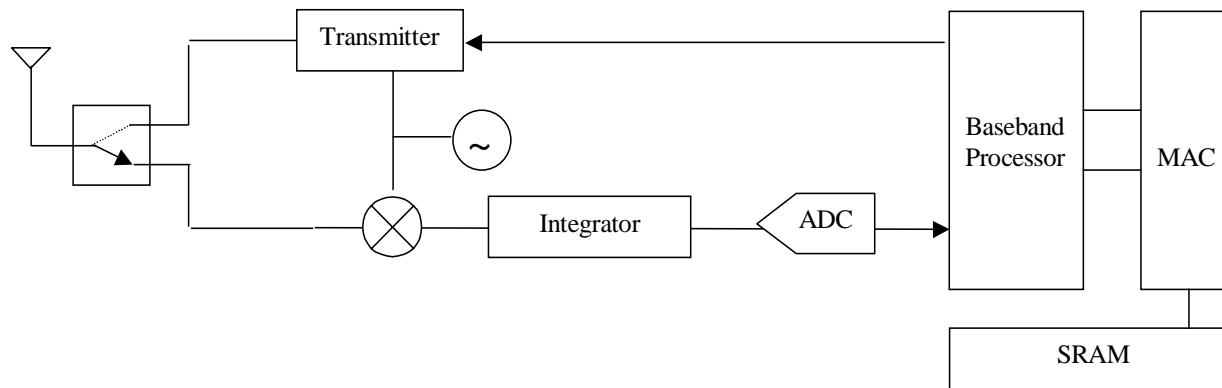 Transmitter
Baseband
Processor
MAC
~
Integrator
ADC
SRAM